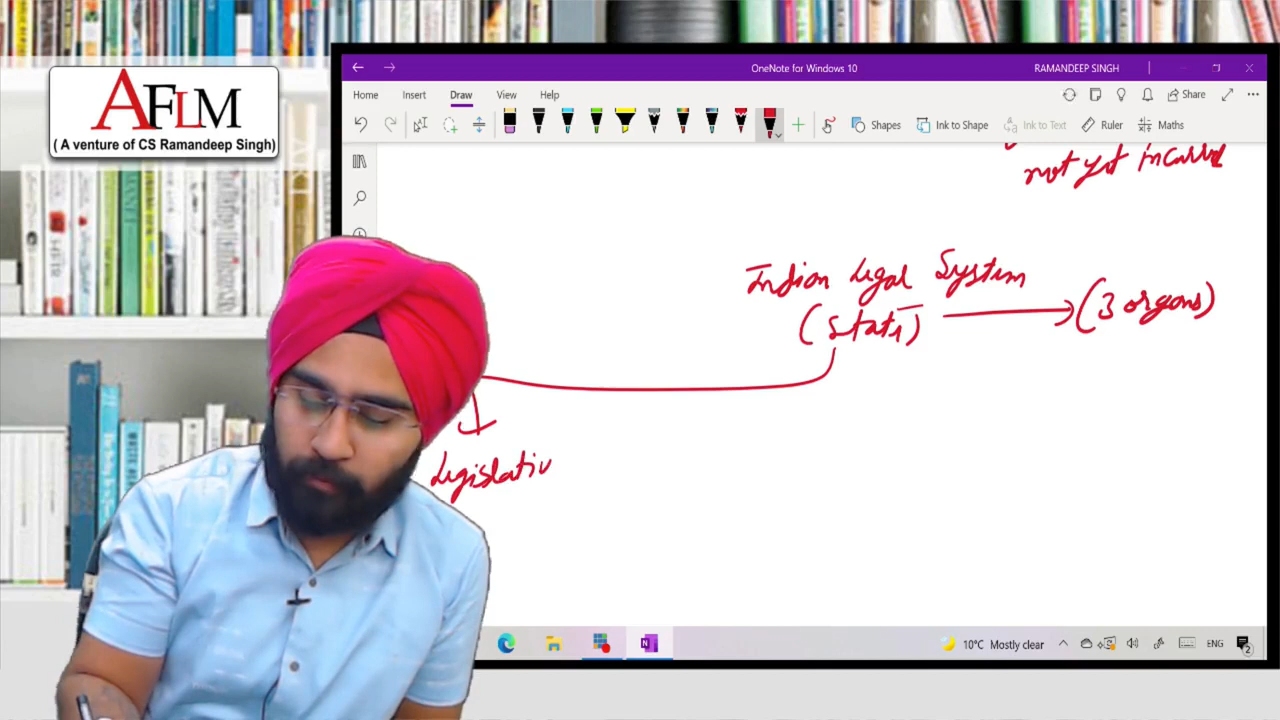 AFLM
( A venture of CS Ramandeep Singh)
OneNote for Windows 10
RAMANDEEP SINGH
Home Insert Draw View Help
Share
Shapes Ink to Shape Ink to Text Ruler Maths
not yet
Indian Legal System
(State) (3 organs)
Legislativ
10°C Mostly clear
ENG
2